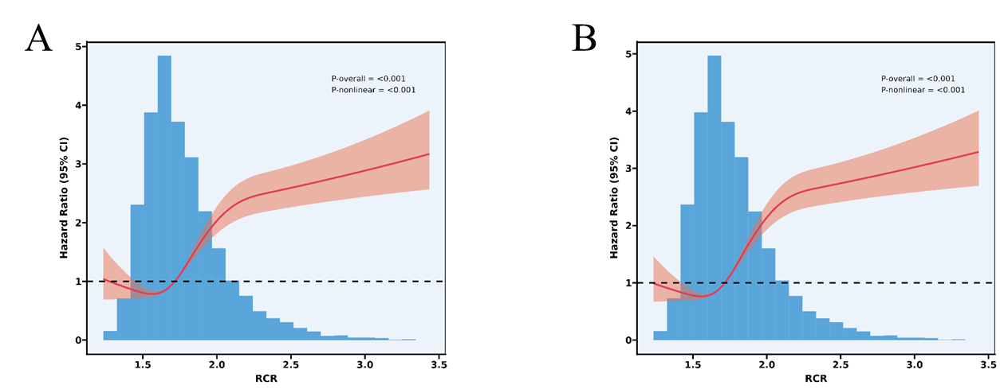 A
5
4
3
2
1
0
Hazard Ratio (95% CI)
P-overall = <0.001
P-nonlinear = <0.001
1.5 2.0 2.5 3.0 3.5
RCR
B
5
4
3
2
1
0
Hazard Ratio (95% CI)
P-overall = <0.001
P-nonlinear = <0.001
1.5 2.0 2.5 3.0 3.5
RCR